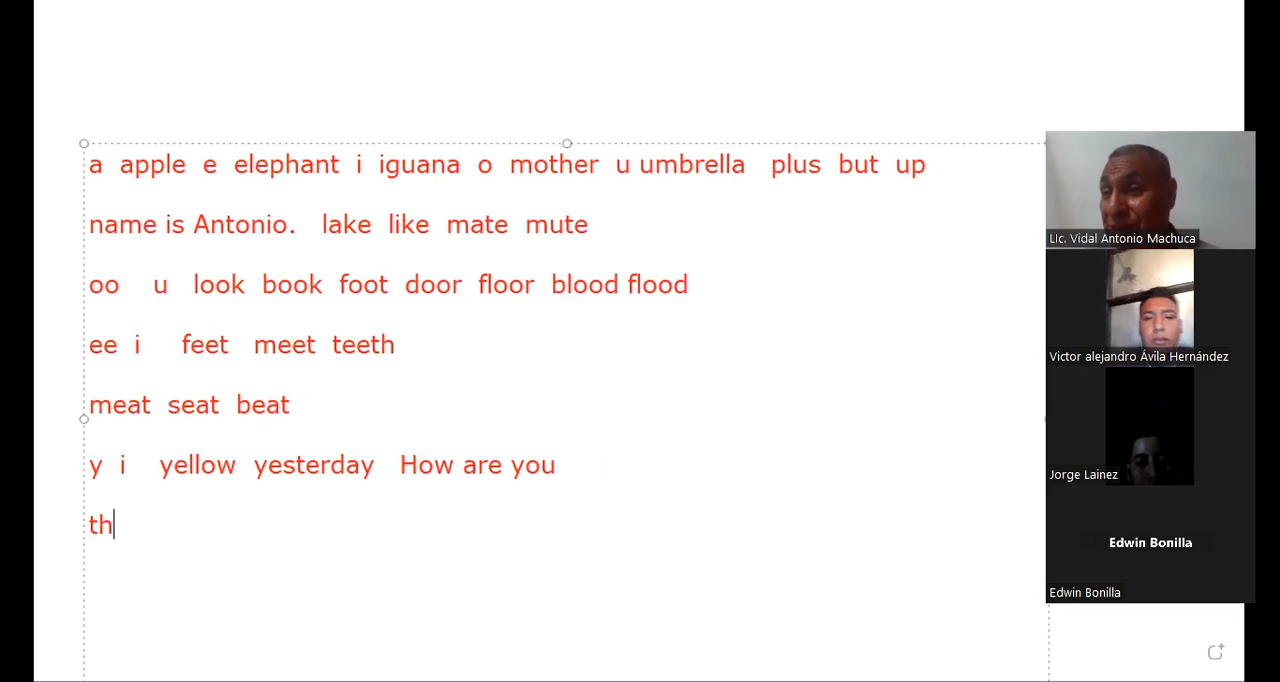 a apple e elephant i iguana o mother u umbrella plus but up
name is Antonio. lake like mate mute
oo u look book foot door floor blood flood
ee i feet meet teeth
meat seat beat
y i yellow yesterday How are you
th
LIc. Vidal Antonio Machuca
Victor alejandro Ávila Hernández
Jorge Lainez
Edwin Bonilla
Edwin Bonilla